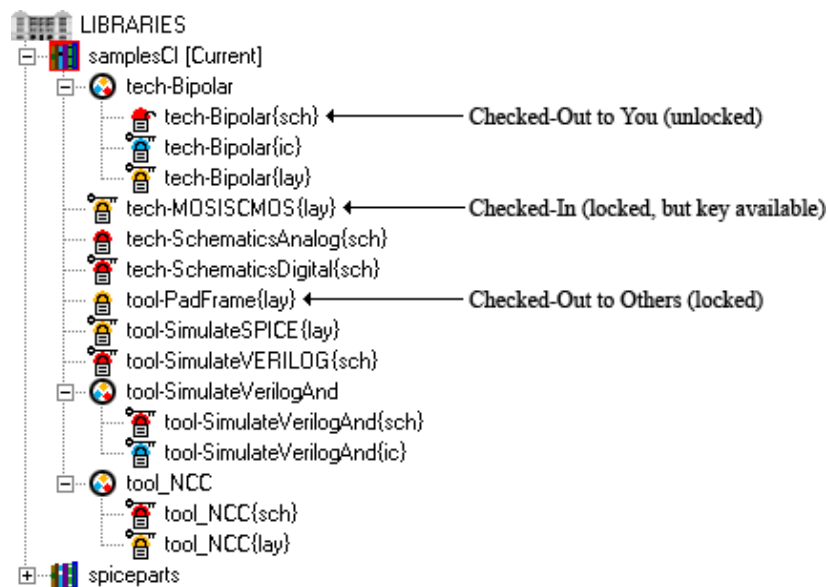 LIBRARIES
samplesCI [Current]
tech-Bipolar
tech-Bipolar{sch} Checked-Out to You (unlocked)
tech-Bipolar{ic}
tech-Bipolar{lay}
tech-MOSISCMOS{lay} Checked-In (locked, but key available)
tech-SchematicsAnalog{sch}
tech-SchematicsDigital{sch}
tool-PadFrame{lay} Checked-Out to Others (locked)
tool-SimulateSPICE{lay}
tool-SimulateVERILOG{sch}
tool-SimulateVerilogAnd
tool-SimulateVerilogAnd{sch}
tool-SimulateVerilogAnd{ic}
tool_NCC
tool_NCC{sch}
tool_NCC{lay}
spiceparts